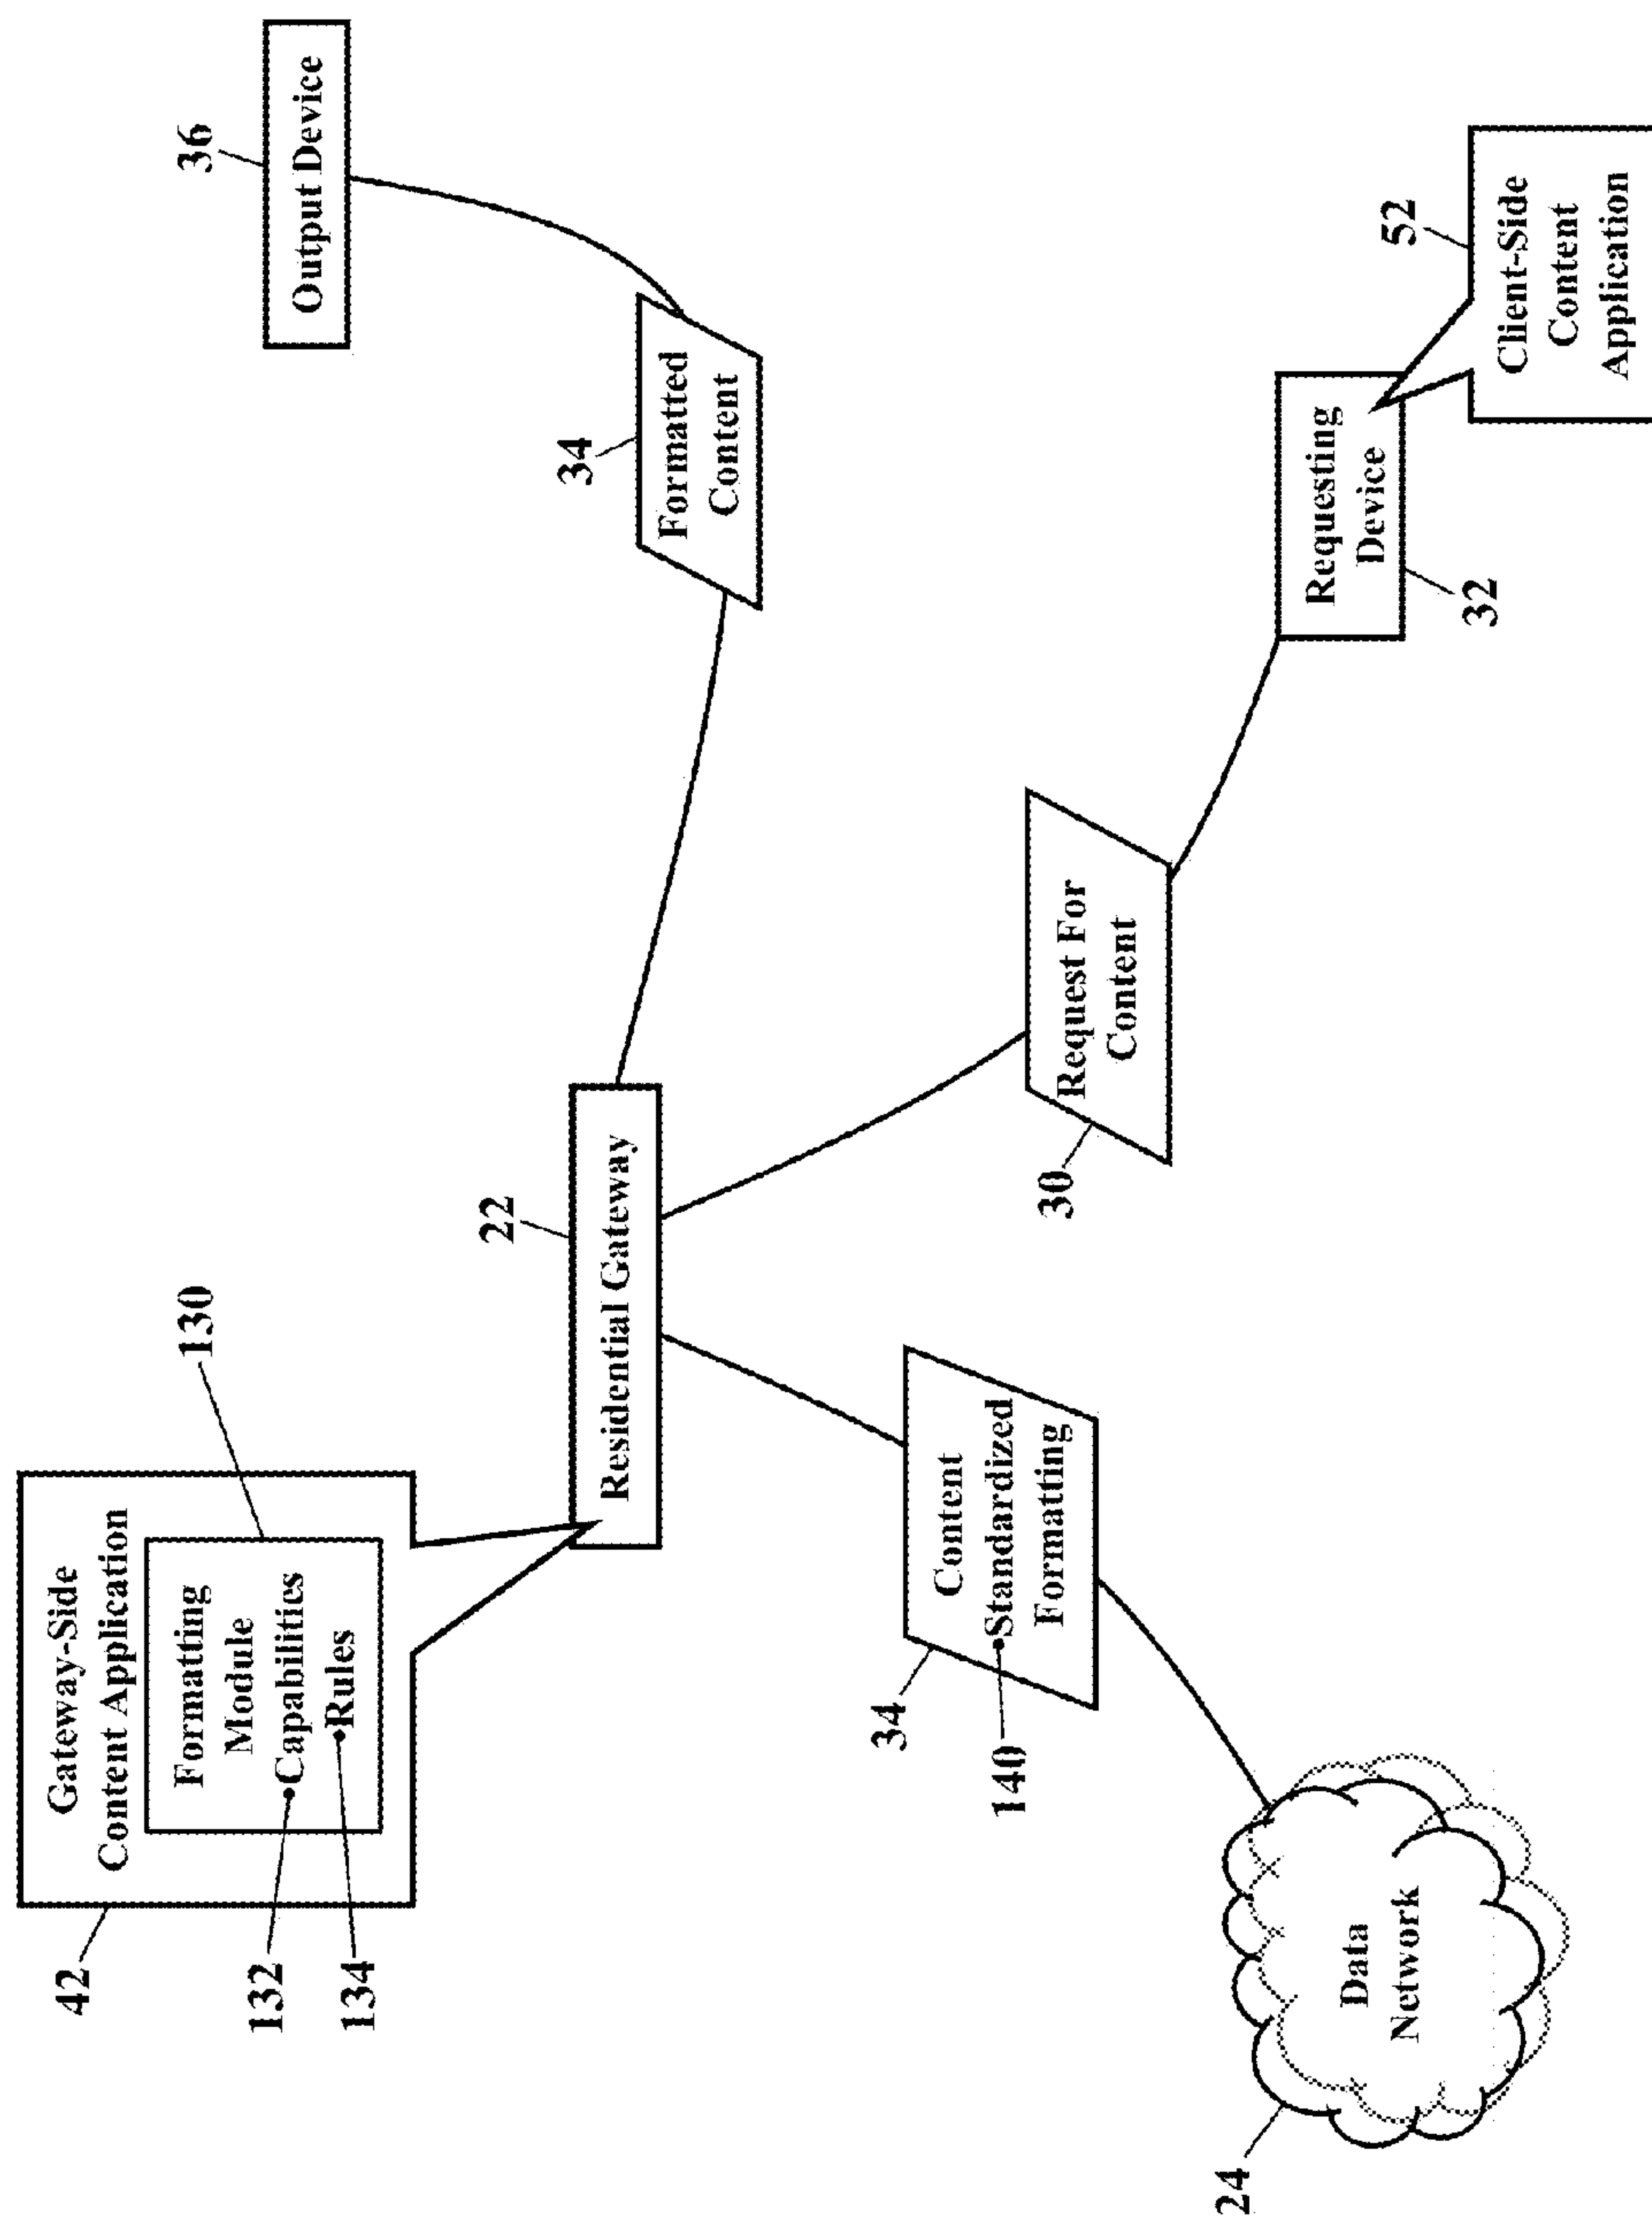 42
Gateway-Side
Content Application
Formating
Module
Capabilities
Rules
130
132
134
22
Residential Gateway
36
Output Device
34
Formatted
Content
34
Content
Standardized
Formatting
140
30
Request For
Content
24
Data
Network
32
Requesting
Device
52
Client-Side
Content
Application